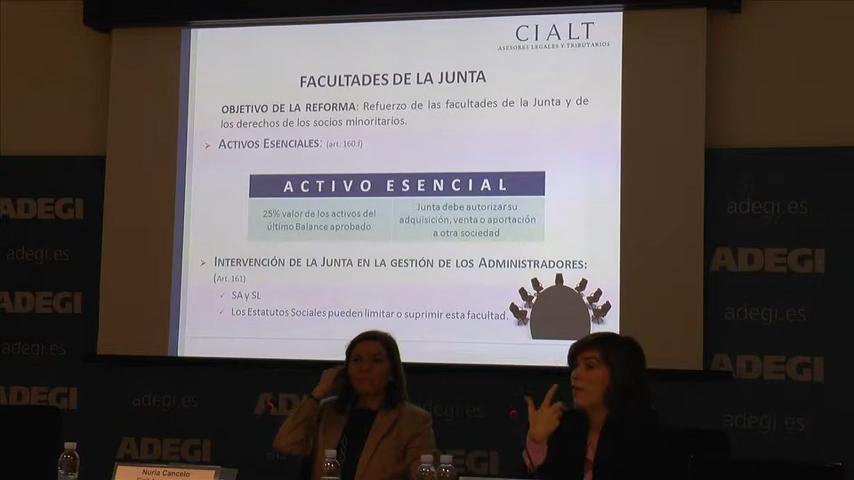 CIALT
ASESORES LEGALES Y TRIBUTARIOS
FACULTADES DE LA JUNTA
OBJETIVO DE LA REFORMA: Refuerzo de las facultades de la Junta y de
los derechos de los socios minoritarios.
ACTIVOS ESENCIALES: (art. 160.f)
ACTIVO ESENCIAL
25% valor de los activos del
último Balance aprobado
Junta debe autorizar su
adquisición, venta o aportación
a otra sociedad
INTERVENCIÓN DE LA JUNTA EN LA GESTIÓN DE LOS ADMINISTRADORES:
(Art. 161)
SA y SL
Los Estatutos Sociales pueden limitar o suprimir esta facultad.
ADEGI
adegi.es
ADEGI
adegi.es
ADEGI
adegi.es
ADEGI
adegi.es
ADEGI
adegi.es
ADEGI
adegi.es
adegi.es
Nuria Cancelo